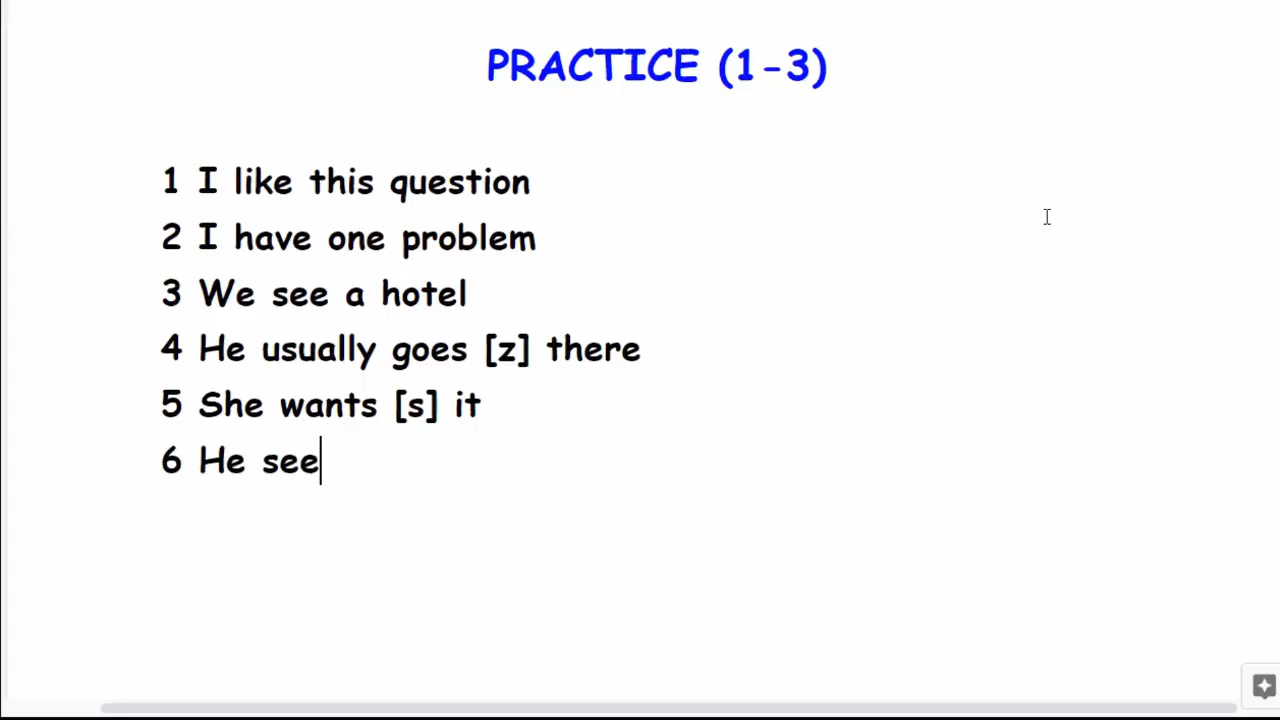 PRACTICE (1-3)
1 I like this question
2 I have one problem
3 We see a hotel
4 He usually goes [z] there
5 She wants [s] it
6 He see